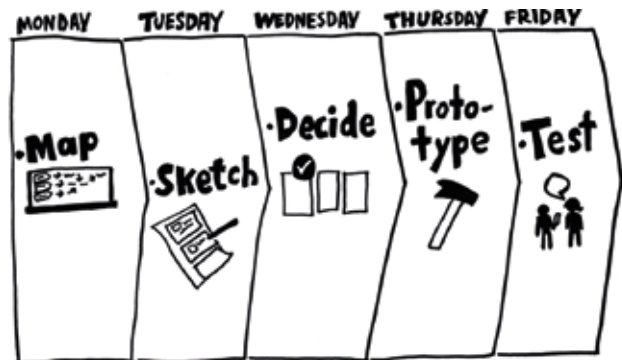 MONDAY
TUESDAY
WEDNESDAY
THURSDAY
FRIDAY
·Map
·Sketch
·Decide
·Proto-
type
·Test